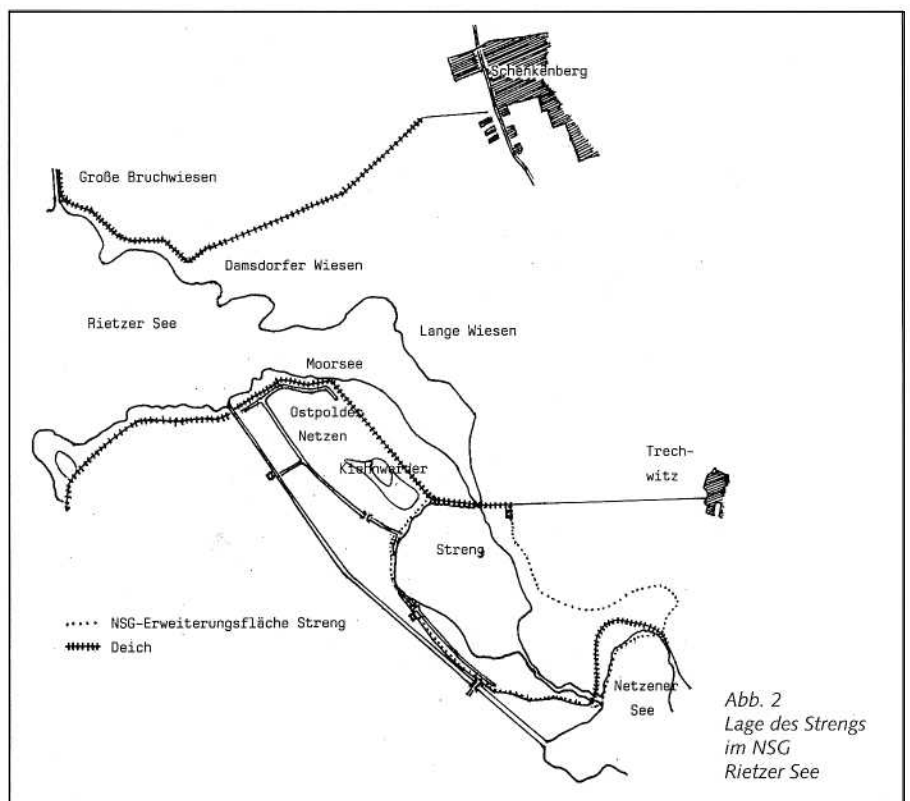 Schenkenberg
Große Bruchwiesen
Damsdorfer Wiesen
Rietzer See
Lange Wiesen
Moorsee
Ostpolder
Netzen
Kiehnwerder
Trech-
witz
Streng
NSG-Erweiterungsfläche Streng
Deich
Netzener
See
Abb. 2
Lage des Strengs
im NSG
Rietzer See